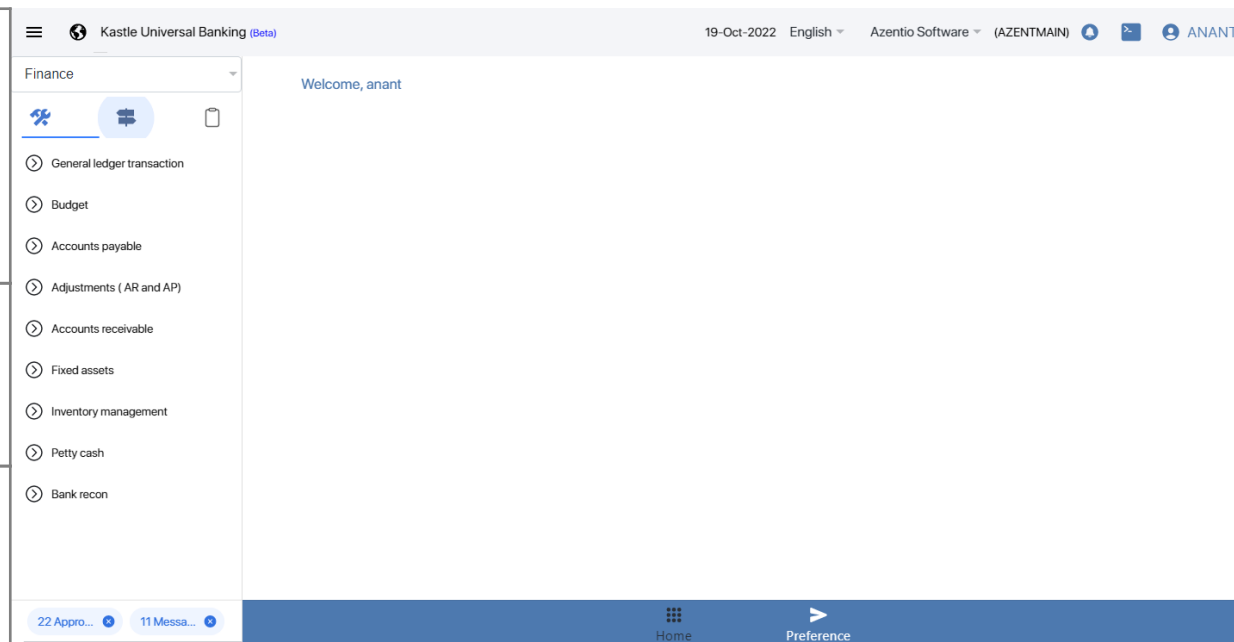 Kastle Universal Banking (Beta)
19-Oct-2022 English Azentio Software (AZENTMAIN) ANANT
Finance
Welcome, anant
General ledger transaction
Budget
Accounts payable
Adjustments ( AR and AP)
Accounts receivable
Fixed assets
Inventory management
Petty cash
Bank recon
22 Appro... 11 Messa...
Home Preference